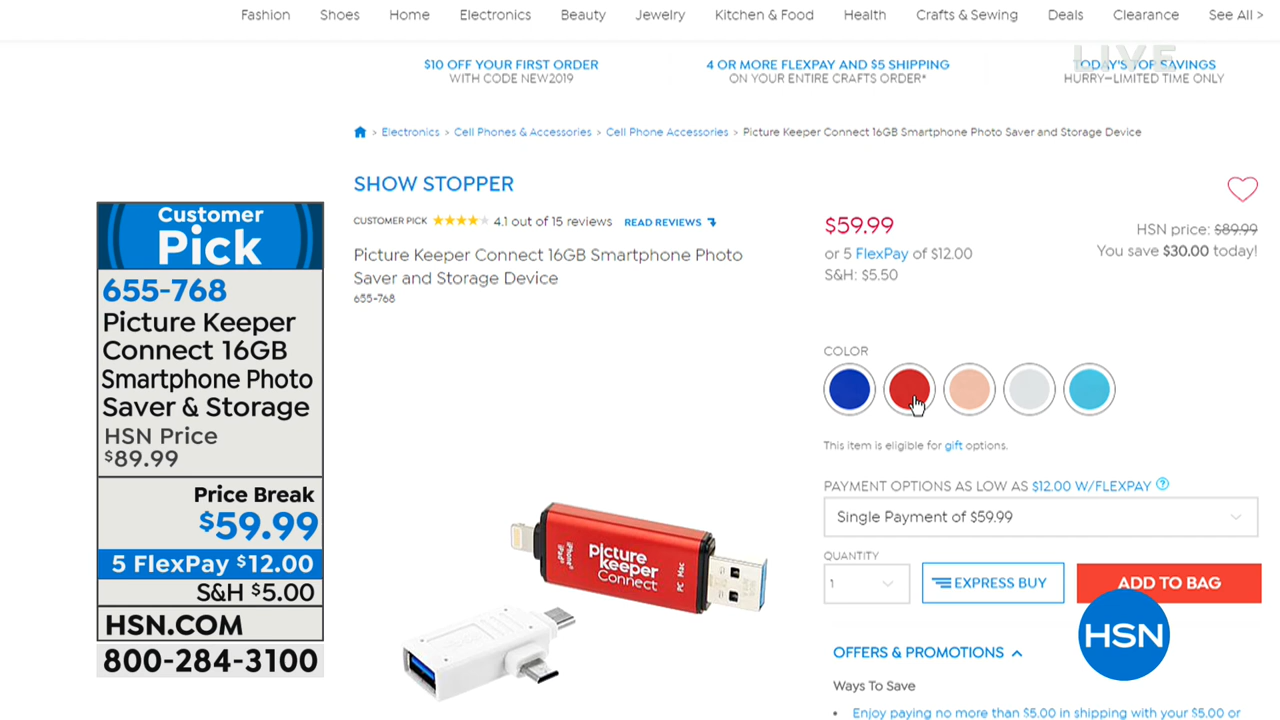 Fashion Shoes Home Electronics Beauty Jewelry Kitchen & Food Health Crafts & Sewing Deals Clearance See All >
LIVE
$10 OFF YOUR FIRST ORDER
WITH CODE NEW2019
4 OR MORE FLEXPAY AND $5 SHIPPING
ON YOUR ENTIRE CRAFTS ORDER*
TODAY'S TOP SAVINGS
HURRY—LIMITED TIME ONLY
> Electronics > Cell Phones & Accessories > Cell Phone Accessories > Picture Keeper Connect 16GB Smartphone Photo Saver and Storage Device
Customer
Pick
655-768
Picture Keeper
Connect 16GB
Smartphone Photo
Saver & Storage
HSN Price
$89.99
Price Break
$59.99
5 FlexPay $12.00
S&H $5.00
HSN.COM
800-284-3100
SHOW STOPPER
CUSTOMER PICK 4.1 out of 15 reviews READ REVIEWS
Picture Keeper Connect 16GB Smartphone Photo
Saver and Storage Device
655-768
picture
keeper
Connect
iPhone
iPad
PC Mac
$59.99
or 5 FlexPay of $12.00
S&H: $5.50
HSN price: $89.99
You save $30.00 today!
COLOR
This item is eligible for gift options.
PAYMENT OPTIONS AS LOW AS $12.00 W/FLEXPAY ?
Single Payment of $59.99
QUANTITY
1
EXPRESS BUY
ADD TO BAG
HSN
OFFERS & PROMOTIONS
Ways To Save
• Enjoy paying no more than $5.00 in shipping with your $5.00 or